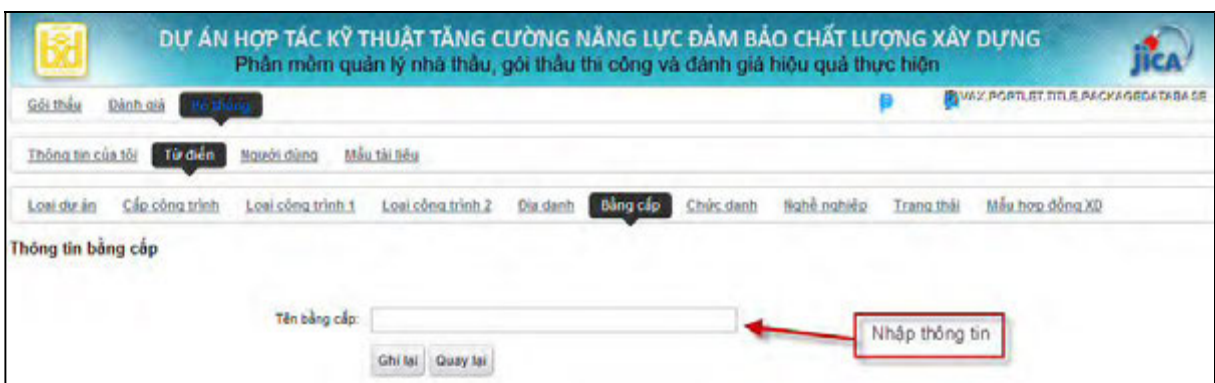 bxd
DỰ ÁN HỢP TÁC KỸ THUẬT TĂNG CƯỜNG NĂNG LỰC ĐẢM BẢO CHẤT LƯỢNG XÂY DỰNG
Phần mềm quản lý nhà thầu, gói thầu thi công và đánh giá hiệu quả thực hiện
jica
Gói thầu Đánh giá Hệ thống VAX.PORTLET.TITLE.PACKAGEDATABASE
Thông tin của tôi Từ điển Người dùng Mẫu tài liệu
Loại dự án Cấp công trình Loại công trình 1 Loại công trình 2 Địa danh Bằng cấp Chức danh Nghề nghiệp Trạng thái Mẫu hợp đồng XD
Thông tin bằng cấp
Tên bằng cấp:
Nhập thông tin
Ghi lại Quay lại